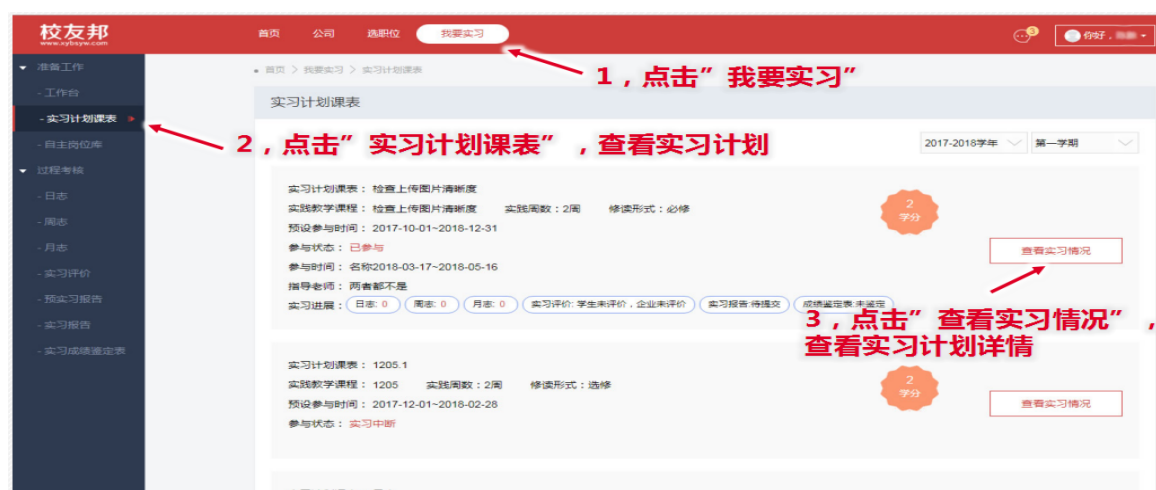 校友邦
www.xybsyw.com
首页 公司 选职位 我要实习
3
你好，
准备工作
- 工作台
- 实习计划课表
- 自主岗位库
过程考核
- 日志
- 周志
- 月志
- 实习评价
- 预实习报告
- 实习报告
- 实习成绩鉴定表
首页 > 我要实习 > 实习计划课表
1，点击”我要实习”
实习计划课表
2，点击”实习计划课表”，查看实习计划
2017-2018学年 第一学期
实习计划课表：检查上传图片清晰度
实践教学课程：检查上传图片清晰度 实践周数：2周 修读形式：必修
预设参与时间：2017-10-01~2018-12-31
参与状态：已参与
参与时间：名称2018-03-17~2018-05-16
指导老师：两者都不是
实习进展：日志: 0 周志: 0 月志: 0 实习评价: 学生未评价，企业未评价 实习报告:待提交 成绩鉴定表:未鉴定
2
学分
查看实习情况
3，点击”查看实习情况”，
查看实习计划详情
实习计划课表：1205.1
实践教学课程：1205 实践周数：2周 修读形式：选修
预设参与时间：2017-12-01~2018-02-28
参与状态：实习中断
2
学分
查看实习情况